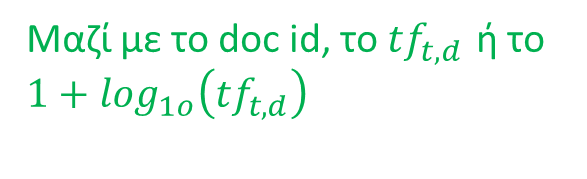 Μαζί με το doc id, το tf_{t,d} ή το
1 + log_{1o}(tf_{t,d})